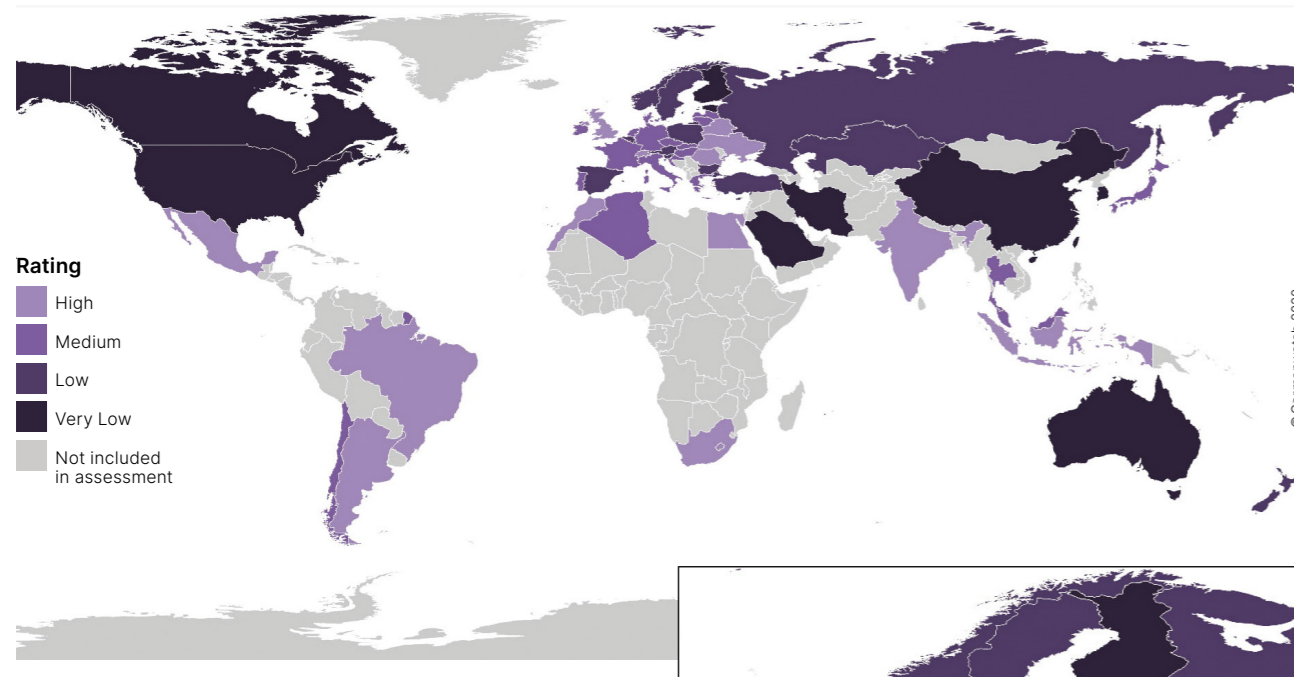 Rating
High
Medium
Low
Very Low
Not included
in assessment